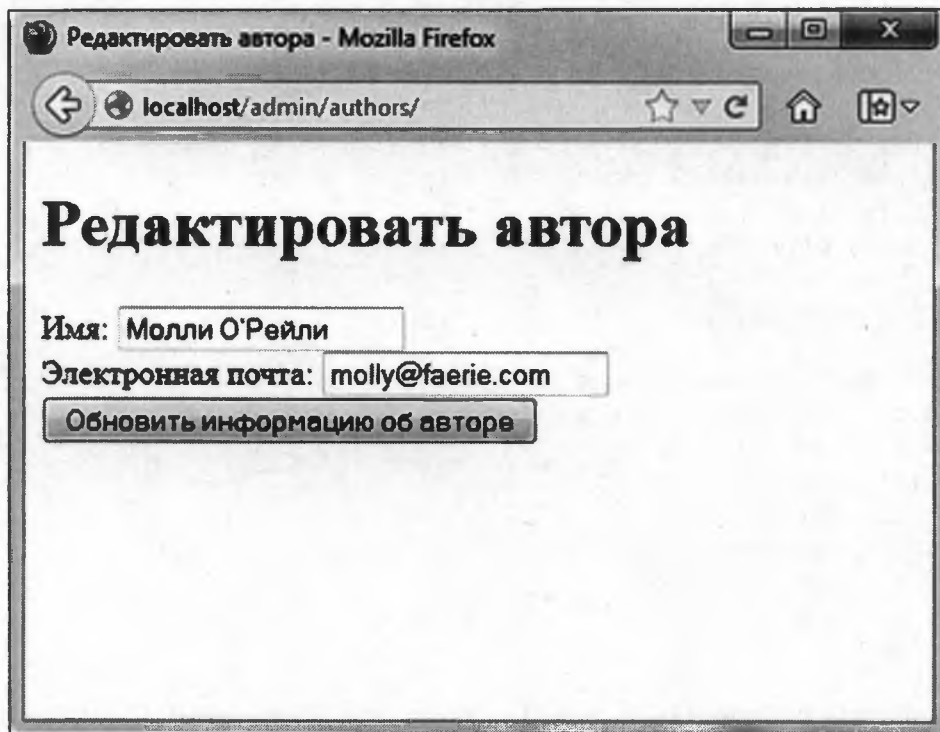 Редактировать автора - Mozilla Firefox
localhost/admin/authors/
Редактировать автора
Имя: Молли О'Рейли
Электронная почта: molly@faerie.com
Обновить информацию об авторе